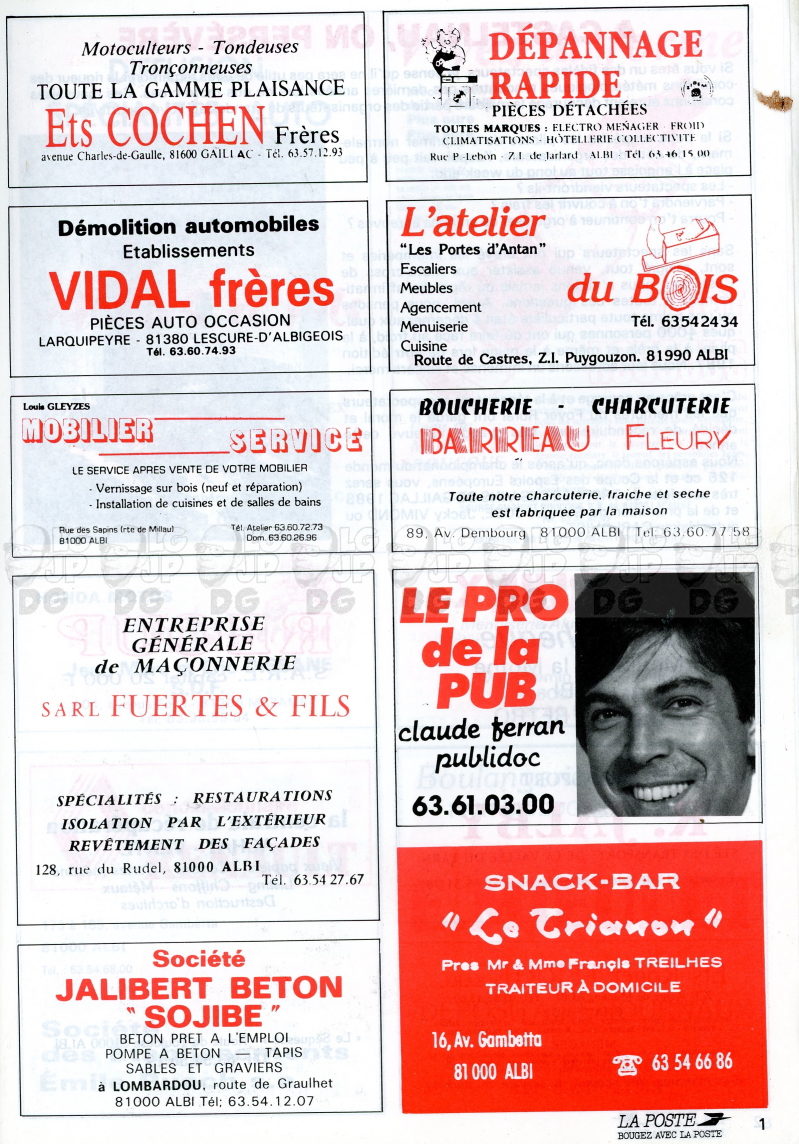 Motoculteurs - Tondeuses
Tronçonneuses
TOUTE LA GAMME PLAISANCE
Ets COCHEN Frères
avenue Charles-de-Gaulle, 81600 GAILLAC - Tél. 63.57.12.93
DÉPANNAGE
RAPIDE
PIÈCES DÉTACHÉES
TOUTES MARQUES : ELECTRO MENAGER - FROID
CLIMATISATIONS - HÔTELLERIE COLLECTIVITE
Rue P.-Lebon - Z.I. de Jarlard - ALBI - Tél. 63 46 15 00
Démolition automobiles
Etablissements
VIDAL frères
PIÈCES AUTO OCCASION
LARQUIPEYRE - 81380 LESCURE-D'ALBIGEOIS
Tél. 63.60.74.93
L'atelier
"Les Portes d'Antan"
Escaliers
Meubles
du BOIS
Agencement
Menuiserie
Tél. 63 54 24 34
Cuisine
Route de Castres, Z.I. Puygouzon. 81990 ALBI
Louis GLEYZES
MOBILIER
SERVICE
LE SERVICE APRES VENTE DE VOTRE MOBILIER
- Vernissage sur bois (neuf et réparation)
- Installation de cuisines et de salles de bains
Rue des Sapins (rte de Millau)
81000 ALBI
Tél. Atelier 63.60.72.73
Dom. 63.60.26.96
BOUCHERIE - CHARCUTERIE
BARREAU FLEURY
Toute notre charcuterie, fraiche et seche
est fabriquée par la maison
89, Av. Dembourg 81000 ALBI Tel. 63.60.77.58
ENTREPRISE
GÉNÉRALE
de MAÇONNERIE
SARL FUERTES & FILS
SPÉCIALITÉS : RESTAURATIONS
ISOLATION PAR L'EXTÉRIEUR
REVÊTEMENT DES FAÇADES
128, rue du Rudel, 81000 ALBI
Tél. 63.54 27.67
LE PRO
de la
PUB
claude ferran
publidoc
63.61.03.00
Société
JALIBERT BETON
"SOJIBE"
BETON PRET A L'EMPLOI
POMPE A BETON — TAPIS
SABLES ET GRAVIERS
à LOMBARDOU, route de Graulhet
81000 ALBI Tél; 63.54.12.07
SNACK-BAR
"Le Trianon"
Pres Mr & Mme Françis TREILHES
TRAITEUR À DOMICILE
16, Av. Gambetta
81000 ALBI
☎ 63 54 66 86
LA POSTE
BOUGEZ AVEC LA POSTE
1
LG
JP
DG